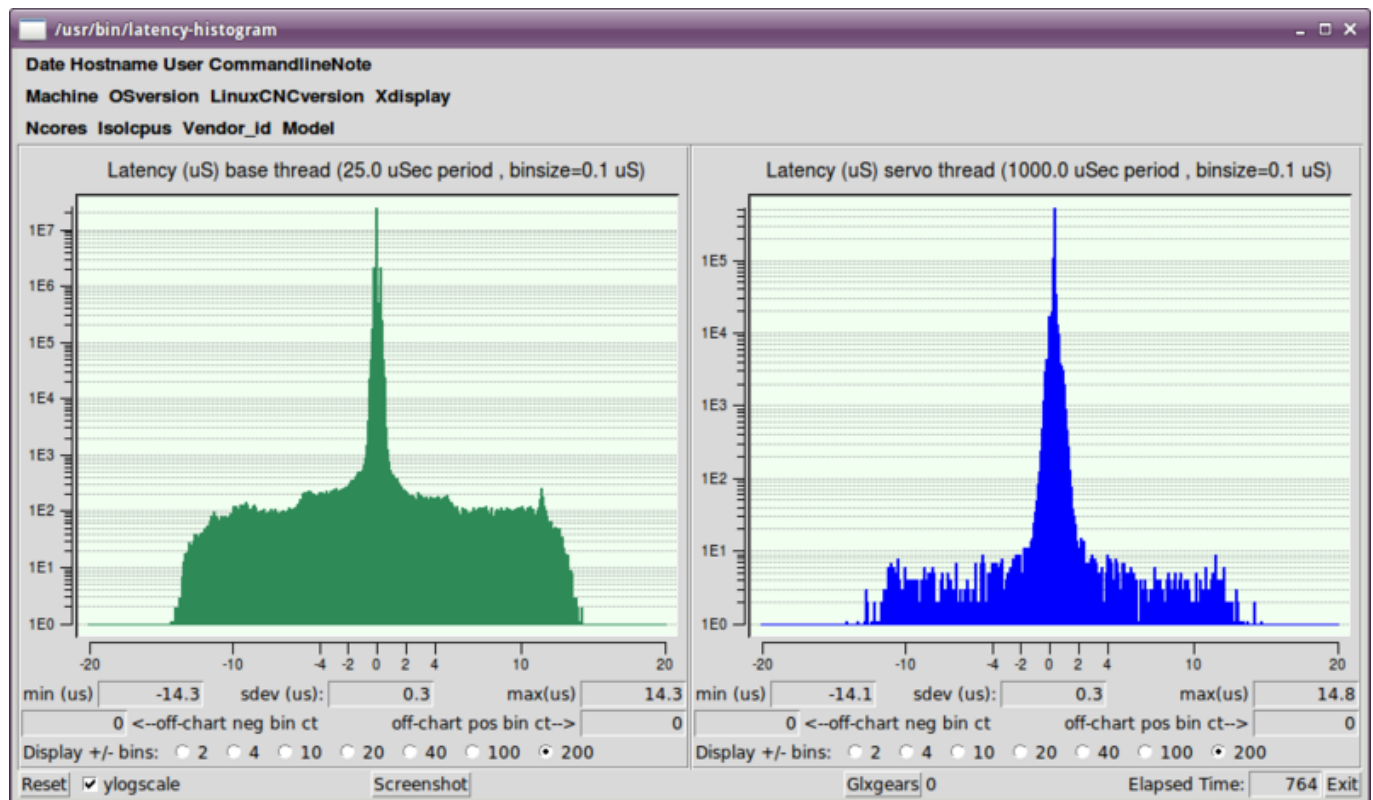 /usr/bin/latency-histogram
Date Hostname User CommandlineNote
Machine OSversion LinuxCNCversion Xdisplay
Ncores Isolcpus Vendor_id Model
Latency (uS) base thread (25.0 uSec period , binsize=0.1 uS)
1E7
1E6
1E5
1E4
1E3
1E2
1E1
1E0
-20 -10 -4 -2 0 2 4 10 20
min (us) -14.3 sdev (us): 0.3 max(us) 14.3
0 <--off-chart neg bin ct off-chart pos bin ct--> 0
Display +/- bins: 2 4 10 20 40 100 200
Latency (uS) servo thread (1000.0 uSec period , binsize=0.1 uS)
1E5
1E4
1E3
1E2
1E1
1E0
-20 -10 -4 -2 0 2 4 10 20
min (us) -14.1 sdev (us): 0.3 max(us) 14.8
0 <--off-chart neg bin ct off-chart pos bin ct--> 0
Display +/- bins: 2 4 10 20 40 100 200
Reset ylogscale Screenshot Glxgears 0 Elapsed Time: 764 Exit